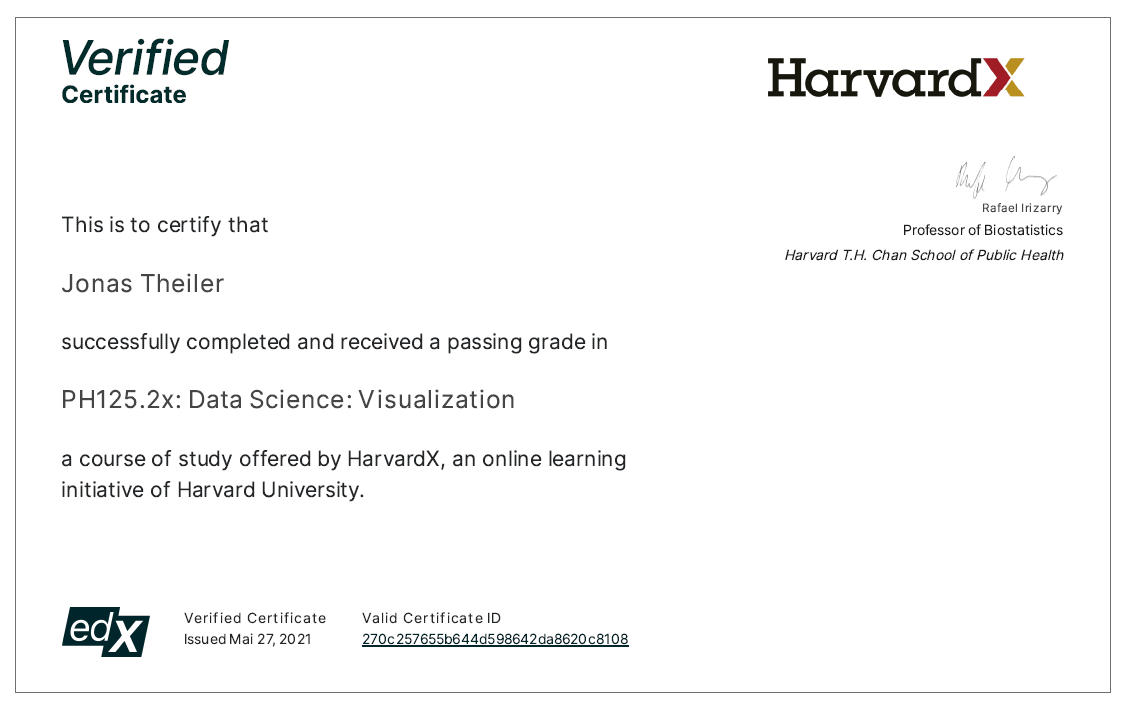 Verified
Certificate
HarvardX
Rafael Irizarry
Professor of Biostatistics
Harvard T.H. Chan School of Public Health
This is to certify that
Jonas Theiler
successfully completed and received a passing grade in
PH125.2x: Data Science: Visualization
a course of study offered by HarvardX, an online learning
initiative of Harvard University.
edX
Verified Certificate
Issued Mai 27, 2021
Valid Certificate ID
270c257655b644d598642da8620c8108